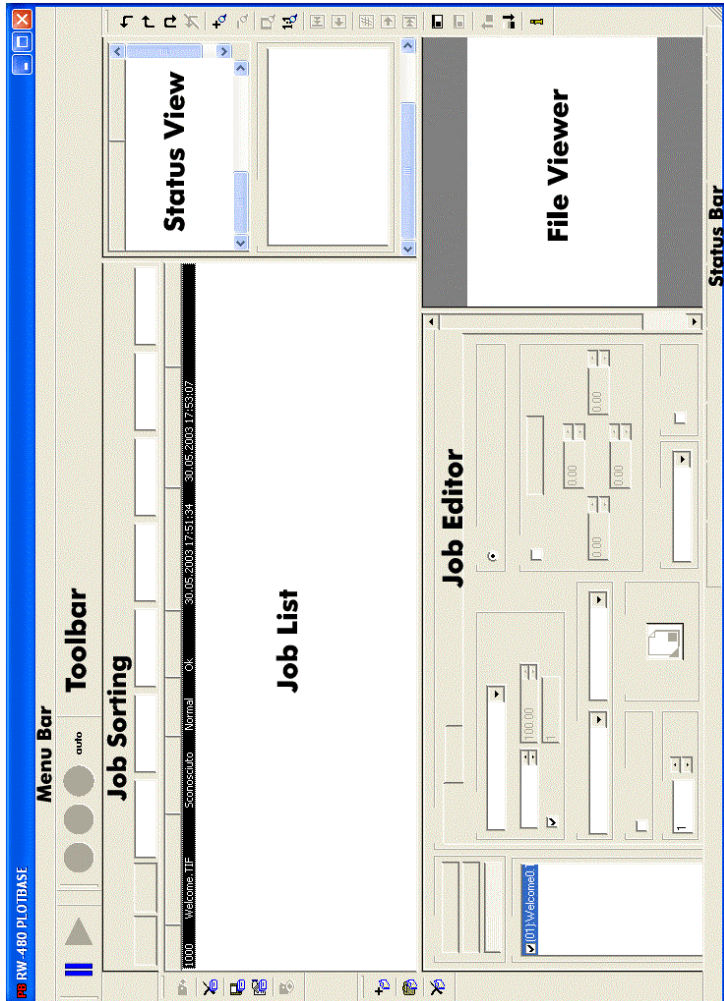 RW-480 PLOTBASE
Menu Bar
Toolbar
auto
Job Sorting
1000 Welcome.TIF Sconosciuto Normal Ok 30.05.2003 17:51:34 30.05.2003 17:53:07
Job List
Status View
Job Editor
[01]:Welcome0.
100.00
1
1
0.00
0.00
0.00
0.00
File Viewer
Status Bar